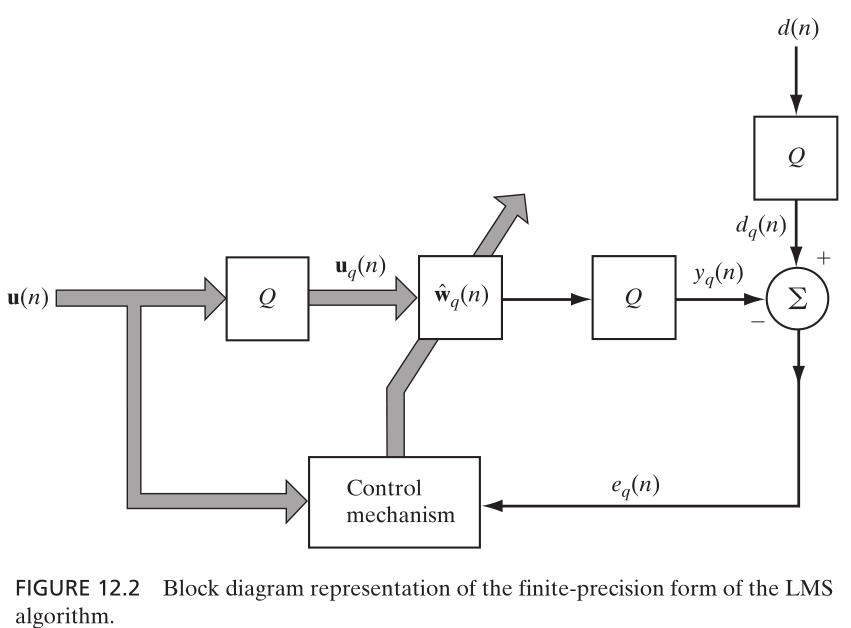 d(n)
Q
d_q(n)
+
u(n)
Q
u_q(n)
ŵ_q(n)
Q
y_q(n)
Σ
−
Control
mechanism
e_q(n)
FIGURE 12.2 Block diagram representation of the finite-precision form of the LMS
algorithm.